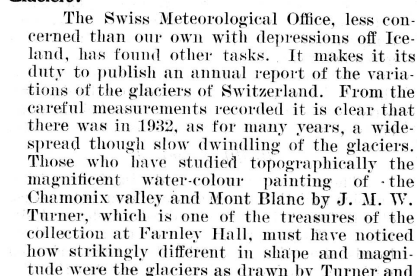 The Swiss Meteorological Office, less con-
cerned than our own with depressions off Ice-
land, has found other tasks. It makes it its
duty to publish an annual report of the varia-
tions of the glaciers of Switzerland. From the
careful measurements recorded it is clear that
there was in 1932, as for many years, a wide-
spread though slow dwindling of the glaciers.
Those who have studied topographically the
magnificent water-colour painting of the
Chamonix valley and Mont Blanc by J. M. W.
Turner, which is one of the treasures of the
collection at Farnley Hall, must have noticed
how strikingly different in shape and magni-
tude were the glaciers as drawn by Turner and